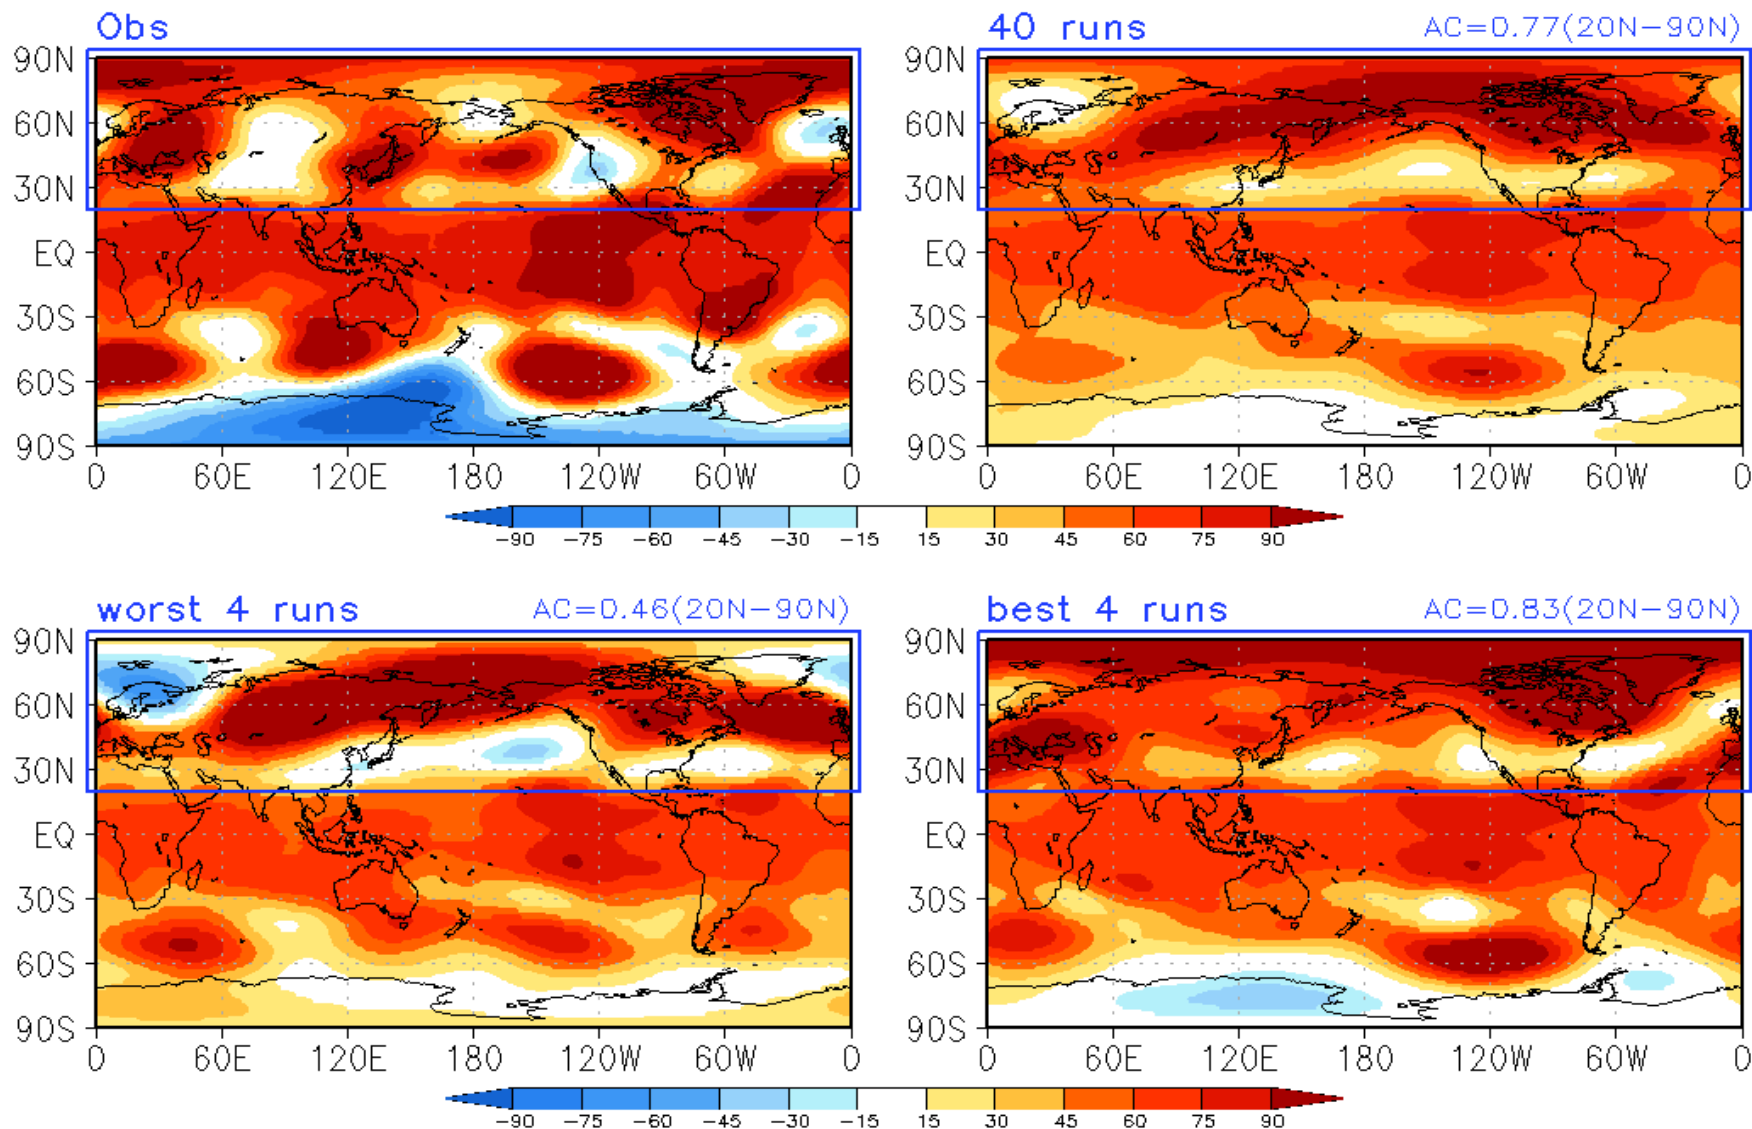 Obs
40 runs AC=0.77(20N-90N)
90N
60N
30N
EQ
30S
60S
90S
0 60E 120E 180 120W 60W 0
90N
60N
30N
EQ
30S
60S
90S
0 60E 120E 180 120W 60W 0
-90 -75 -60 -45 -30 -15 15 30 45 60 75 90
worst 4 runs AC=0.46(20N-90N)
best 4 runs AC=0.83(20N-90N)
90N
60N
30N
EQ
30S
60S
90S
0 60E 120E 180 120W 60W 0
90N
60N
30N
EQ
30S
60S
90S
0 60E 120E 180 120W 60W 0
-90 -75 -60 -45 -30 -15 15 30 45 60 75 90